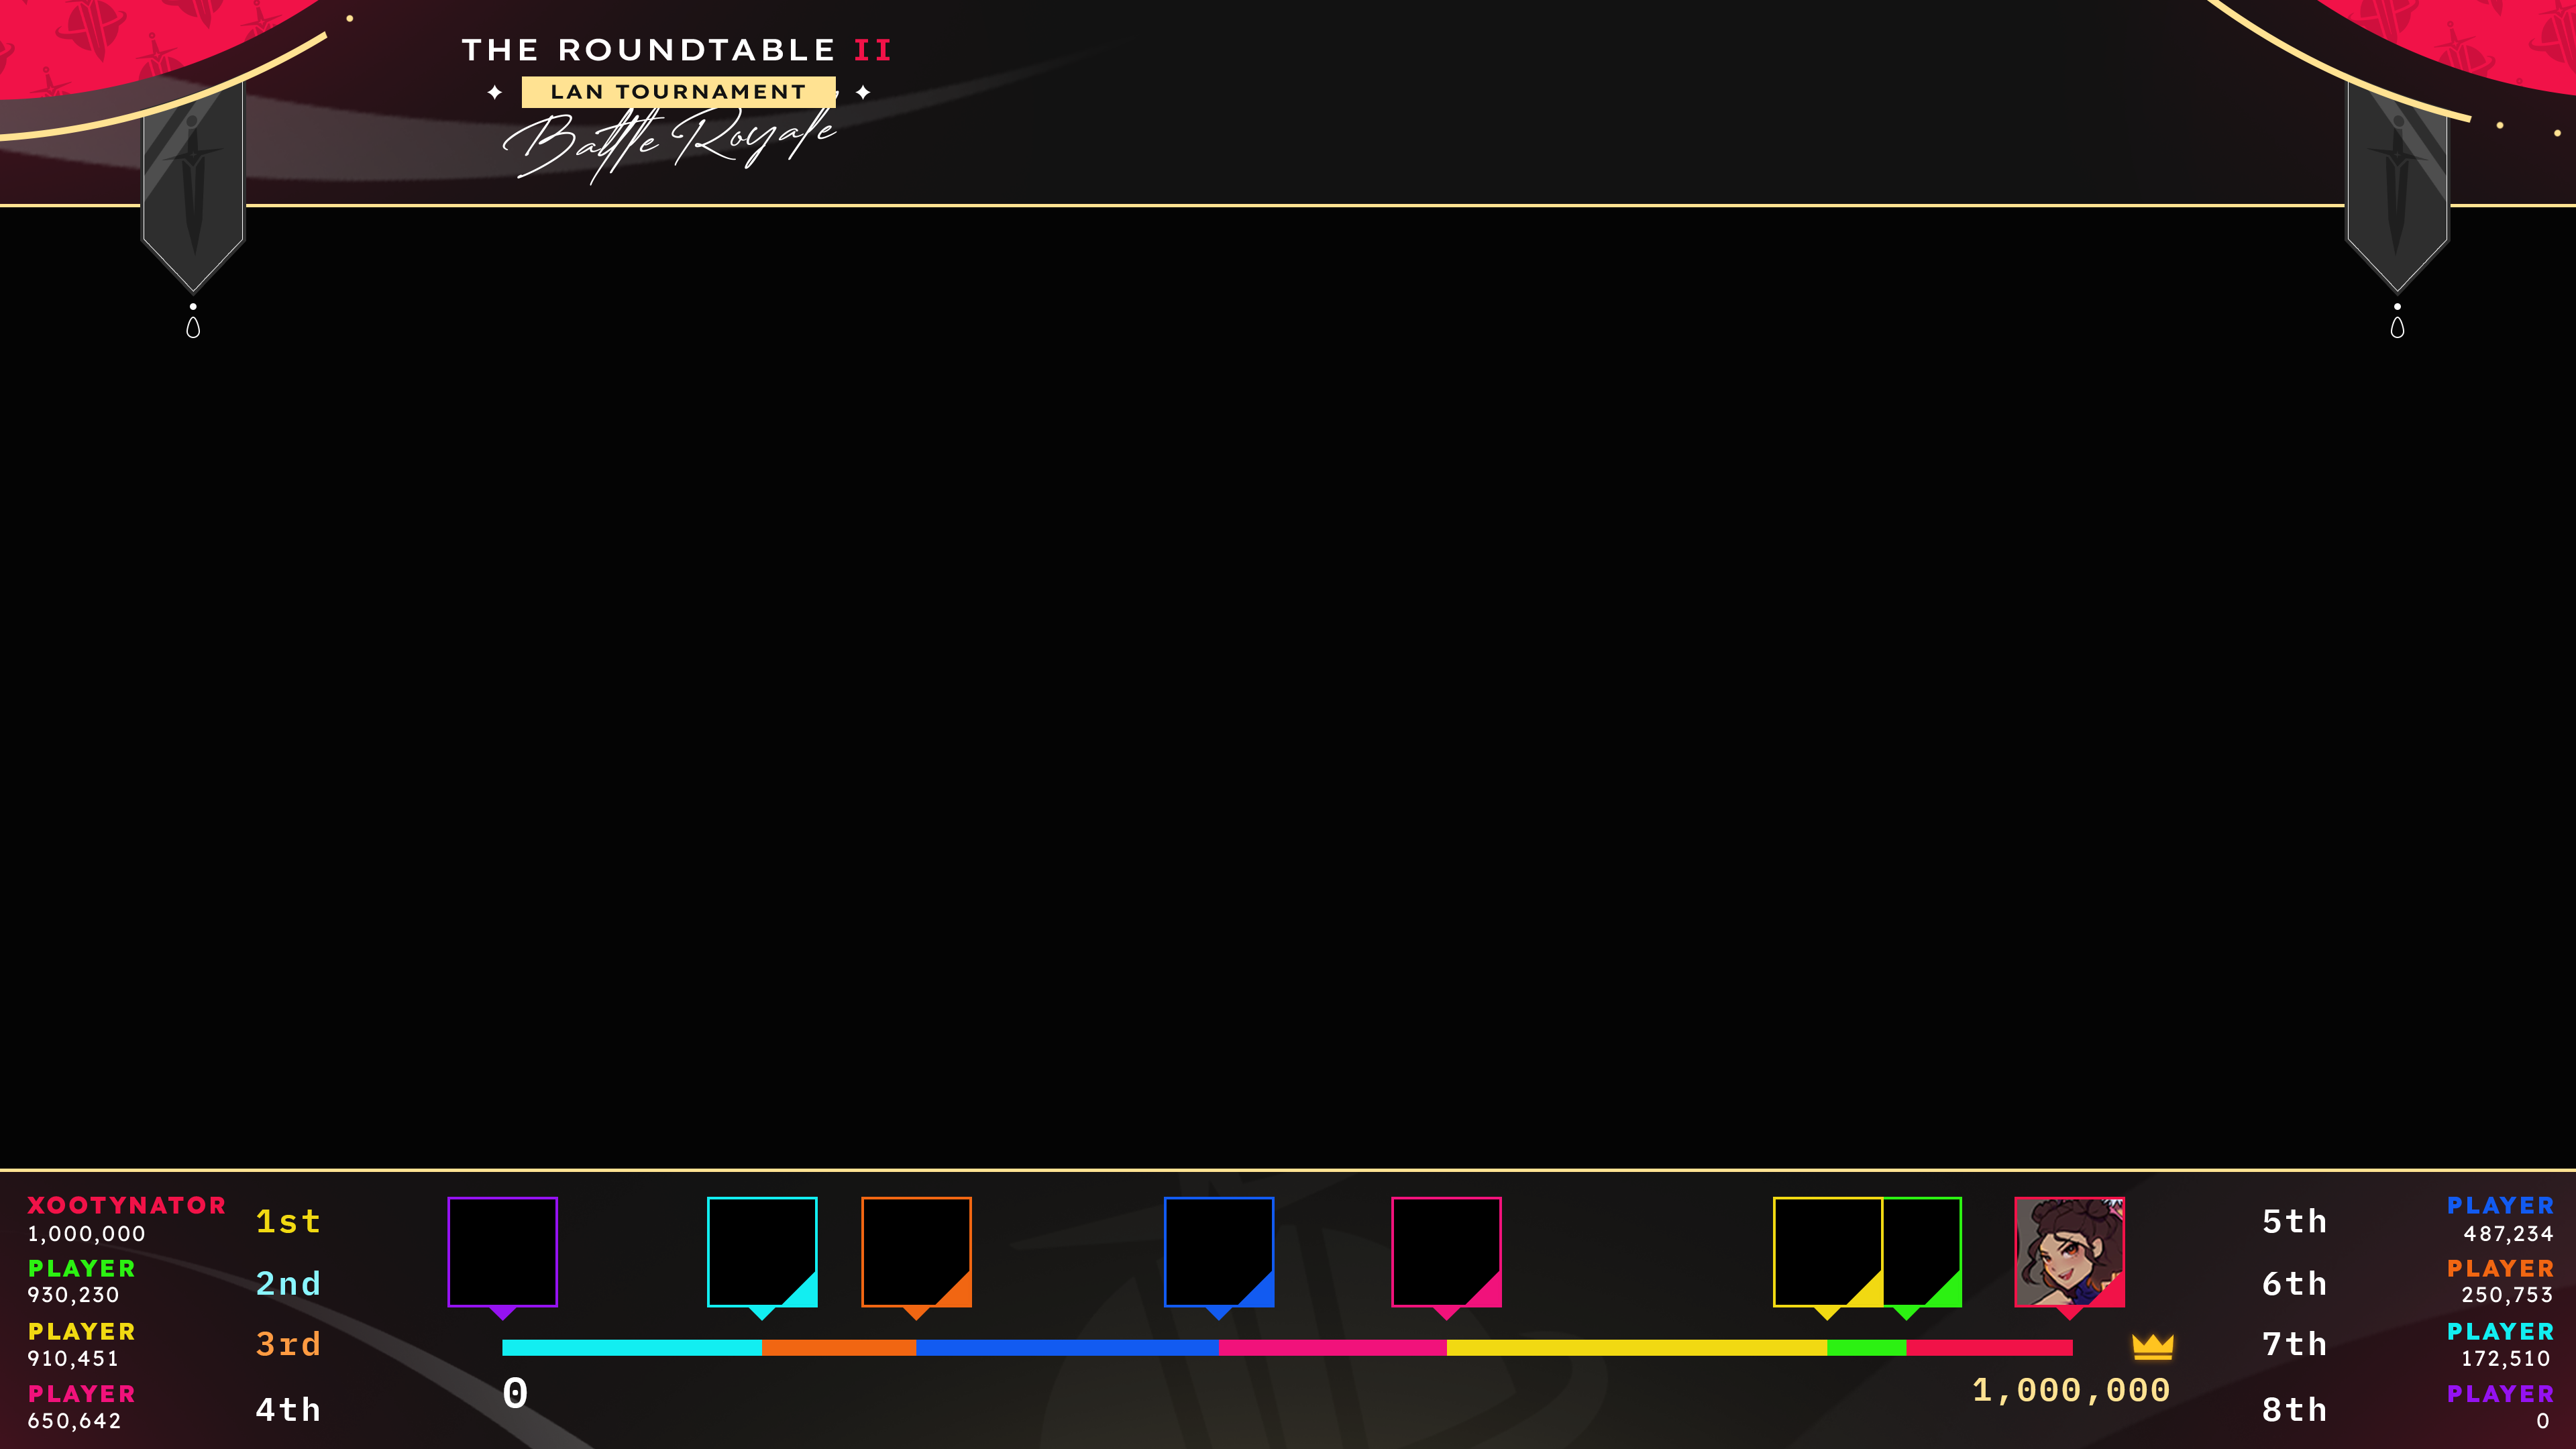 THE ROUNDTABLE II
LAN TOURNAMENT
Battle Royale
XOOTYNATOR
1,000,000
1st
PLAYER
930,230
2nd
PLAYER
910,451
3rd
PLAYER
650,642
4th
0
1,000,000
5th
PLAYER
487,234
6th
PLAYER
250,753
7th
PLAYER
172,510
8th
PLAYER
0